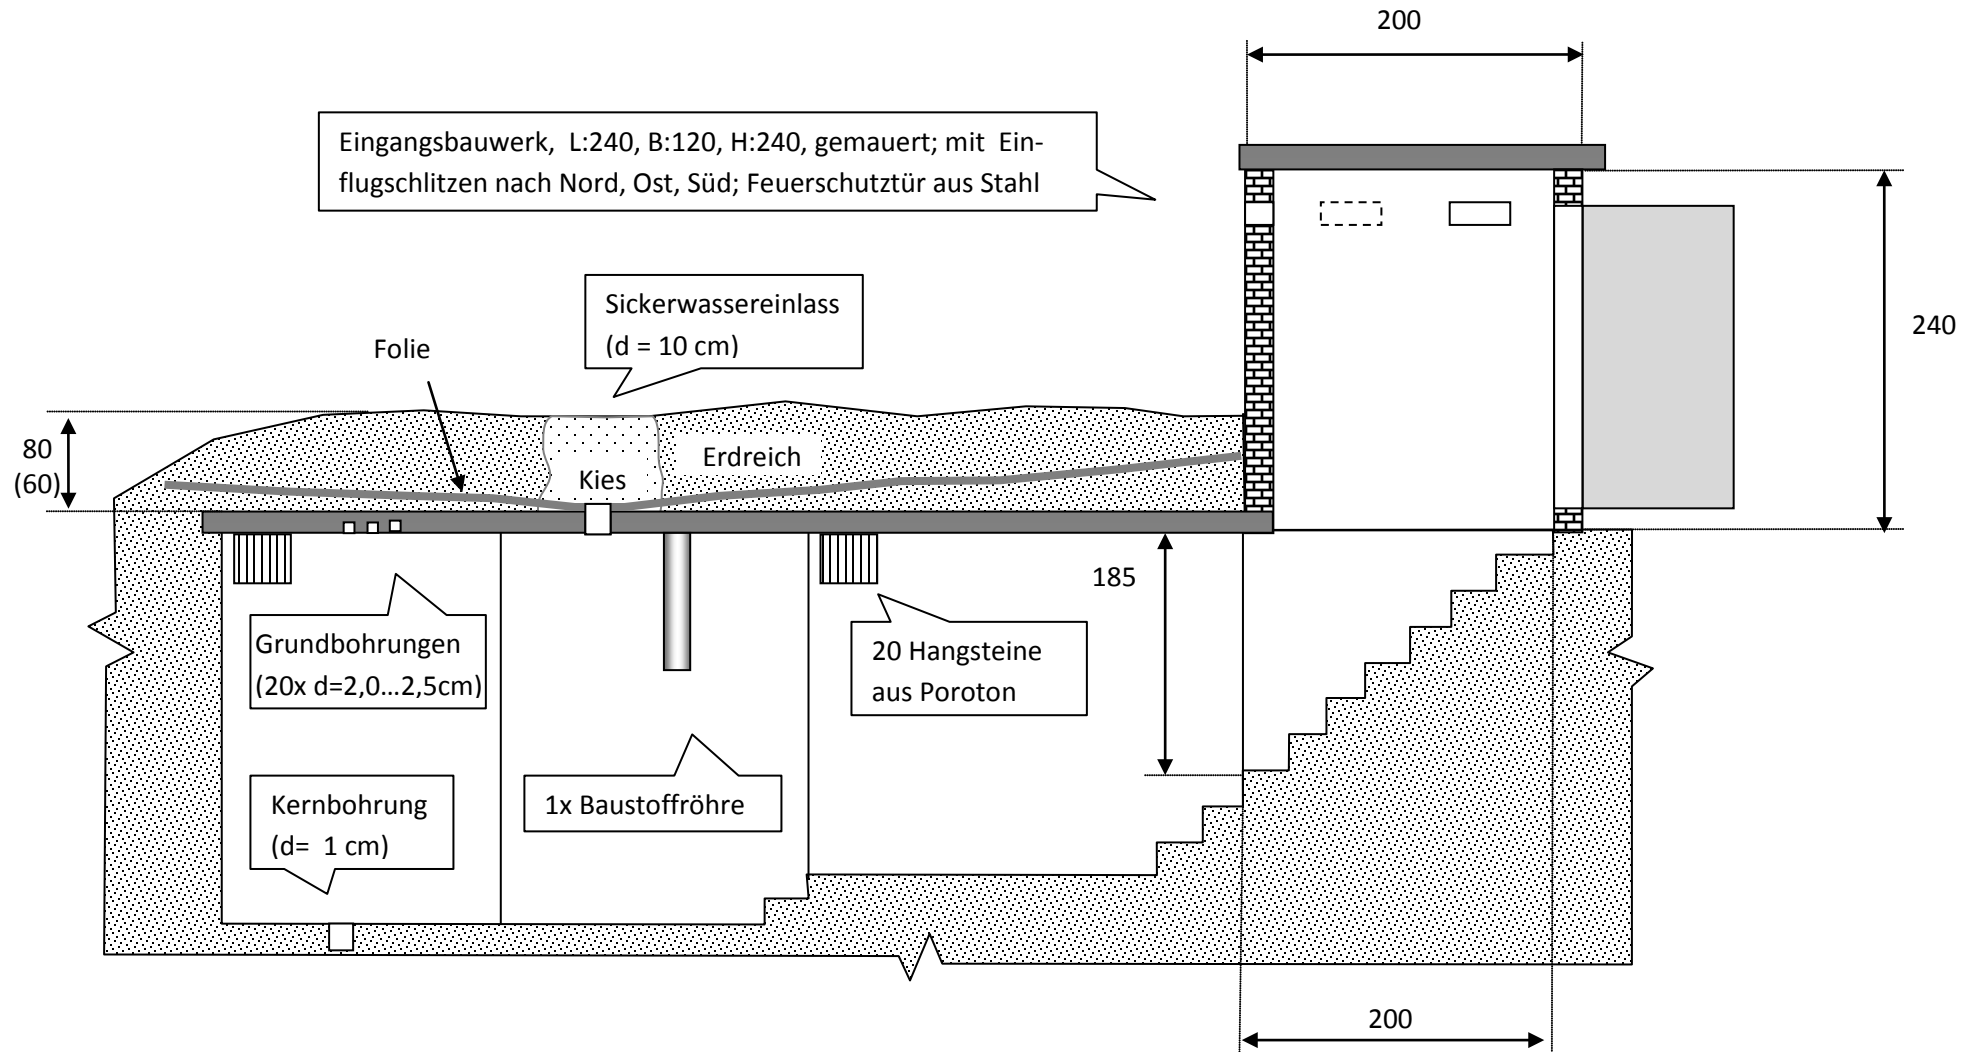 200
Eingangsbauwerk, L:240, B:120, H:240, gemauert; mit Ein-
flugschlitzen nach Nord, Ost, Süd; Feuerschutztür aus Stahl
Sickerwassereinlass
(d = 10 cm)
240
Folie
80
(60)
Erdreich
Kies
185
Grundbohrungen
(20x d=2,0...2,5cm)
20 Hangsteine
aus Poroton
Kernbohrung
(d= 1 cm)
1x Baustoffröhre
200